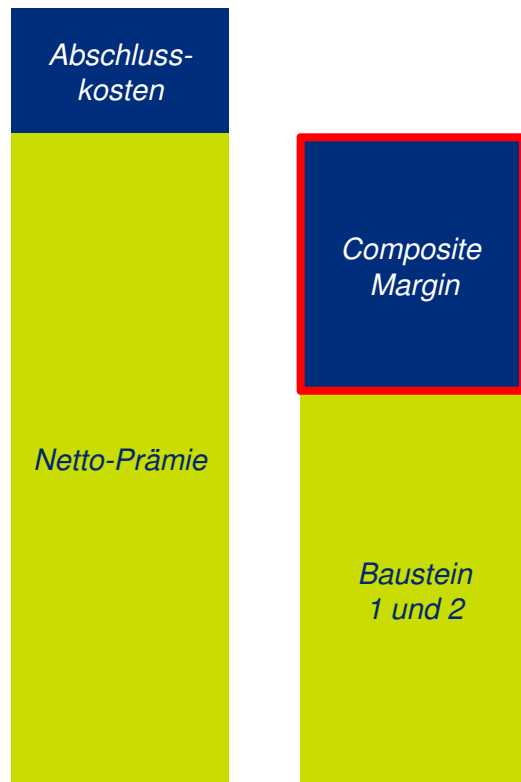 Abschluss-
kosten
Composite
Margin
Netto-Prämie
Baustein
1 und 2